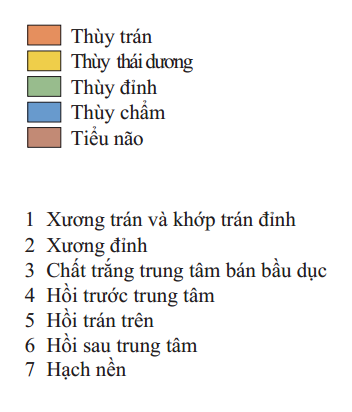 Thùy trán
Thùy thái dương
Thùy đỉnh
Thùy chẩm
Tiểu não
1 Xương trán và khớp trán đỉnh
2 Xương đỉnh
3 Chất trắng trung tâm bán bầu dục
4 Hồi trước trung tâm
5 Hồi trán trên
6 Hồi sau trung tâm
7 Hạch nền